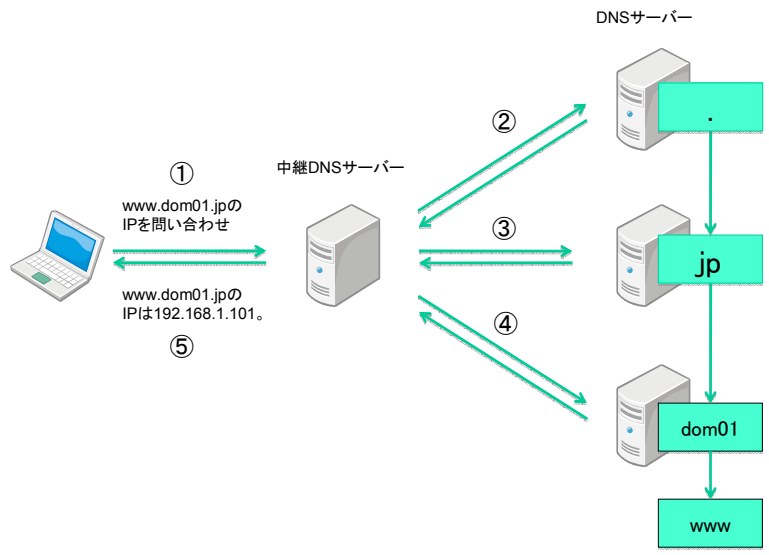 DNSサーバー
.
②
①
中継DNSサーバー
www.dom01.jpの
IPを問い合わせ
③
jp
www.dom01.jpの
IPは192.168.1.101。
⑤
④
dom01
www